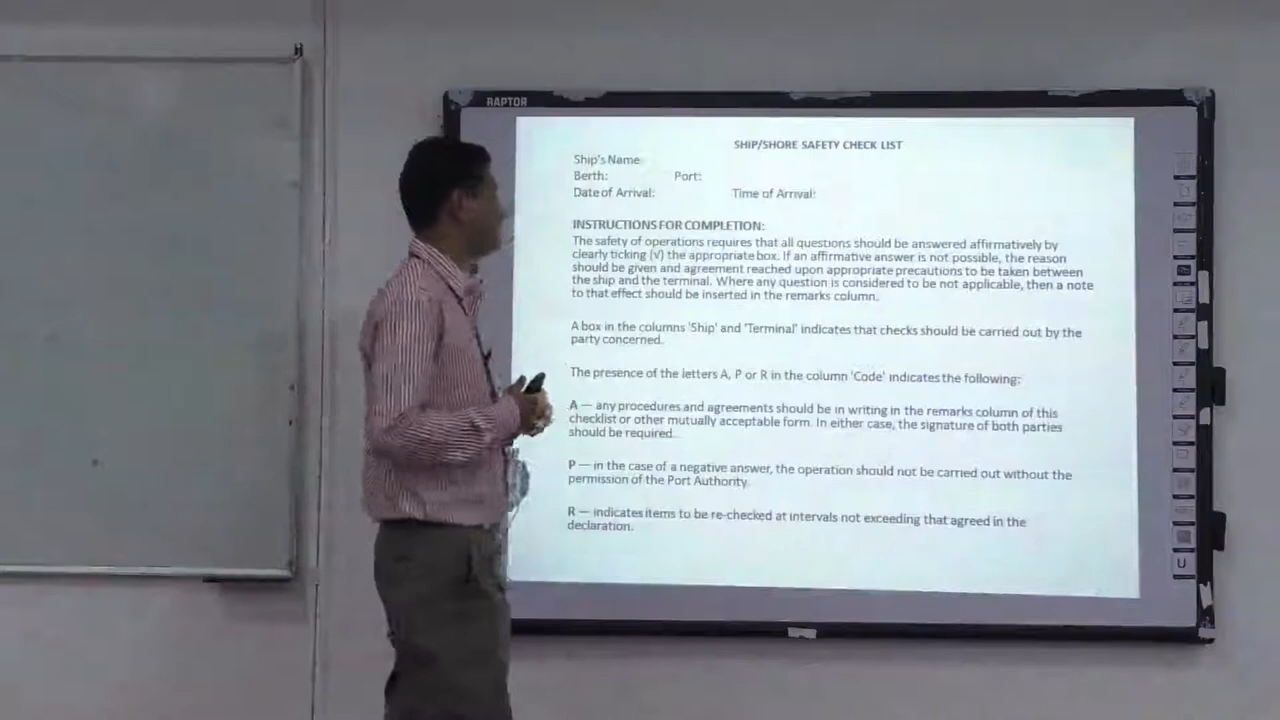 RAPTOR
SHIP/SHORE SAFETY CHECK LIST
Ship's Name
Berth: Port:
Date of Arrival: Time of Arrival:
INSTRUCTIONS FOR COMPLETION:
The safety of operations requires that all questions should be answered affirmatively by
clearly ticking (√) the appropriate box. If an affirmative answer is not possible, the reason
should be given and agreement reached upon appropriate precautions to be taken between
the ship and the terminal. Where any question is considered to be not applicable, then a note
to that effect should be inserted in the remarks column.
A box in the columns 'Ship' and 'Terminal' indicates that checks should be carried out by the
party concerned.
The presence of the letters A, P or R in the column 'Code' indicates the following:
A — any procedures and agreements should be in writing in the remarks column of this
checklist or other mutually acceptable form. In either case, the signature of both parties
should be required.
P — in the case of a negative answer, the operation should not be carried out without the
permission of the Port Authority.
R — indicates items to be re-checked at intervals not exceeding that agreed in the
declaration.
U